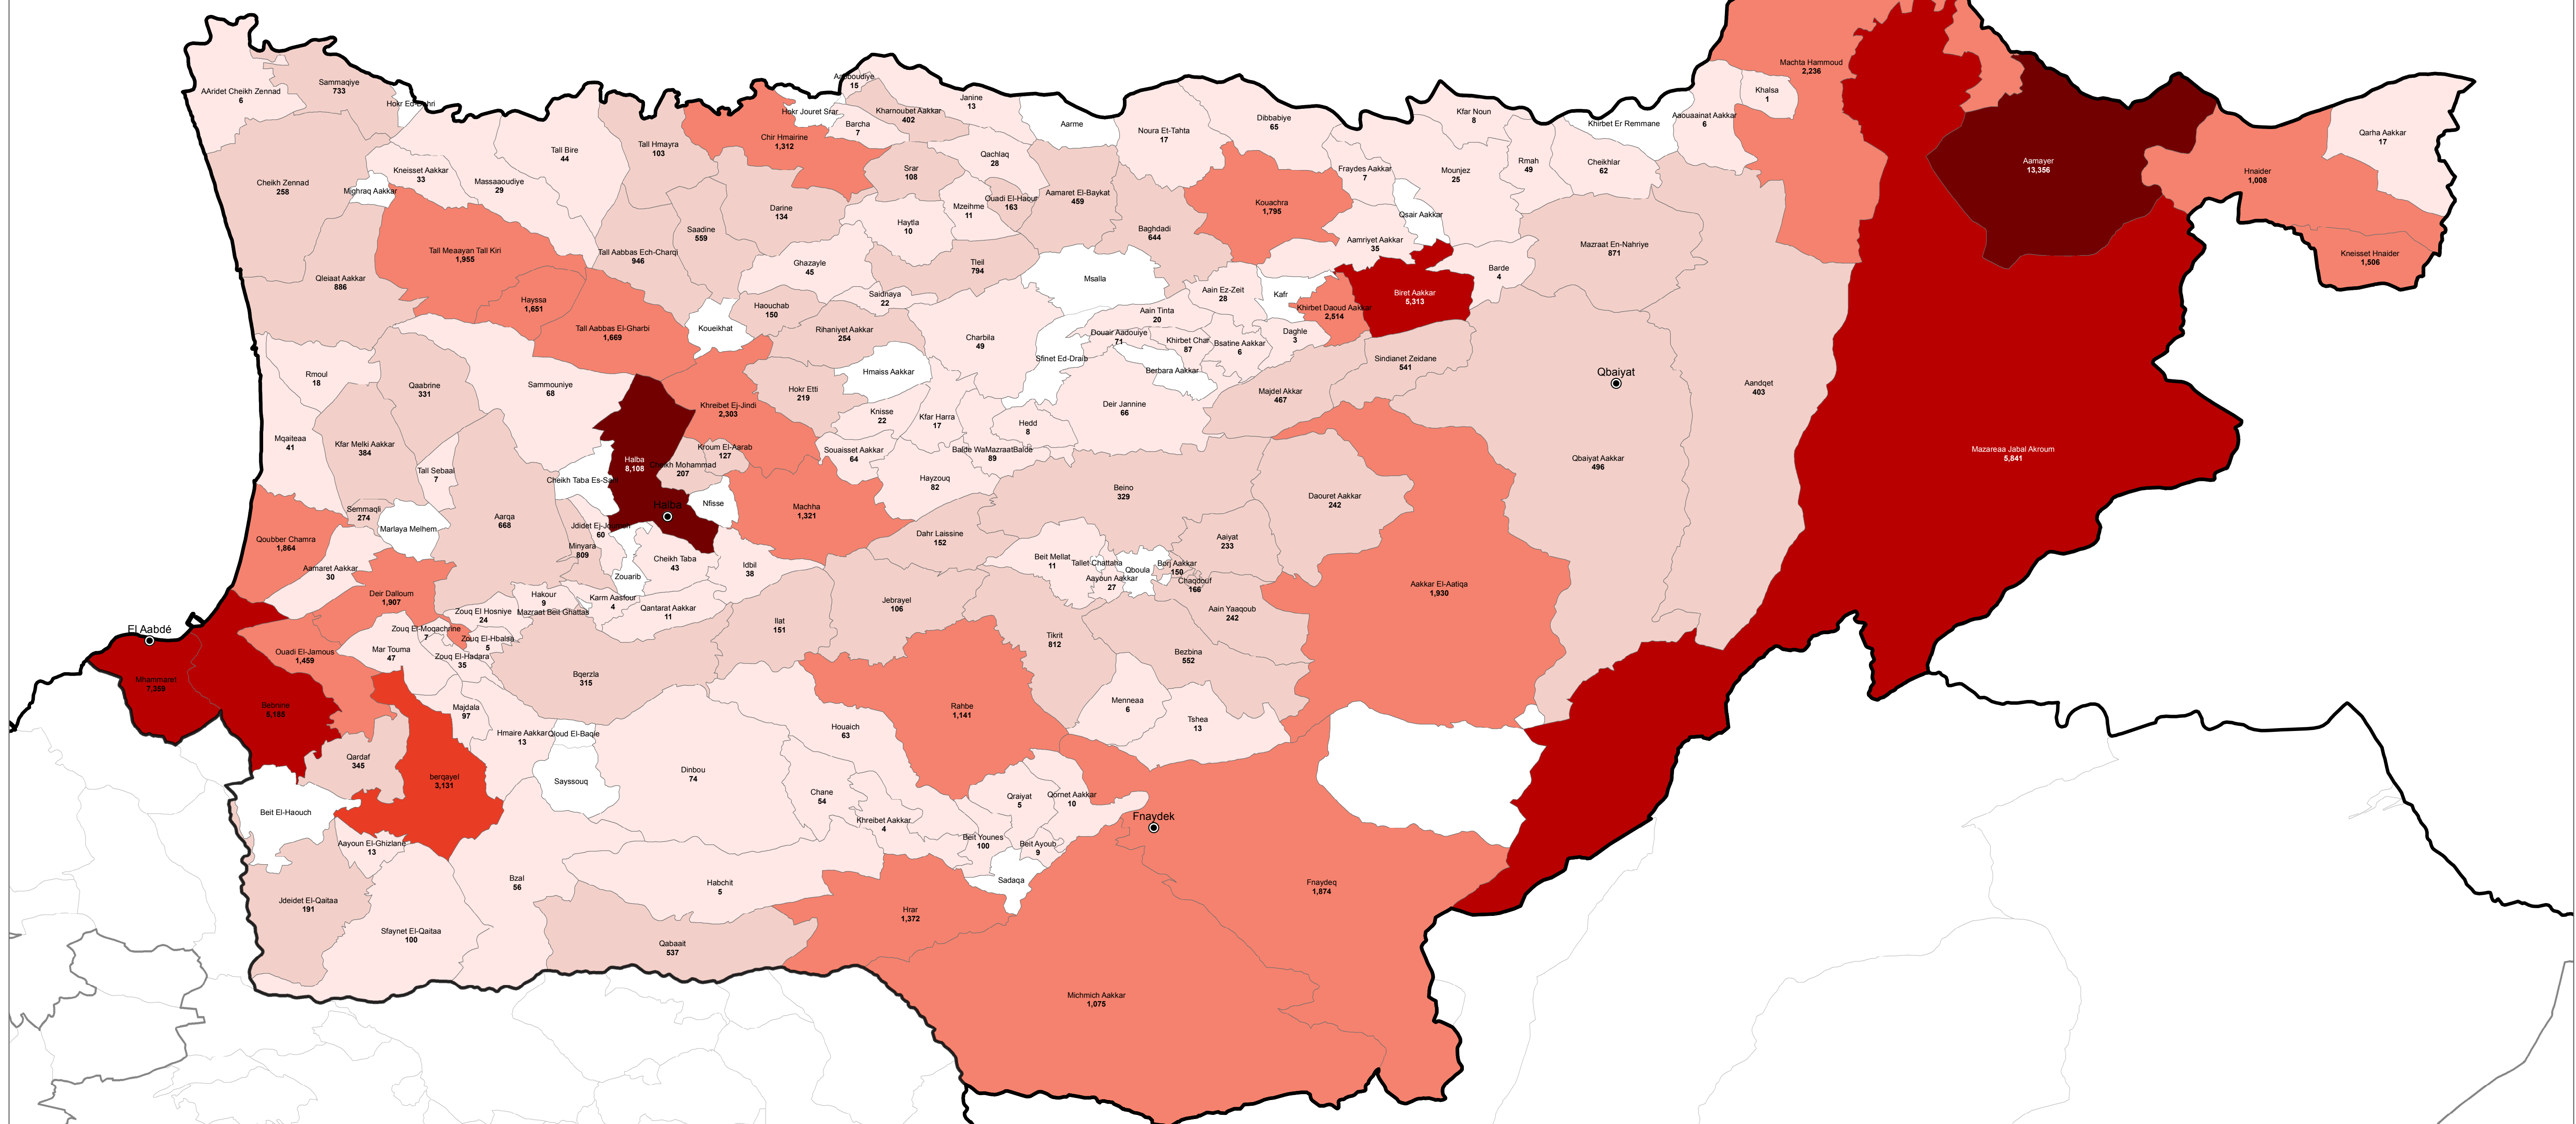 Machta Hammoud
2,236
AAridet Cheikh Zennad
6
Sammaqiye
733
Khalsa
1
Janine
13
15
Kharnoubet Aakkar
402
Hokr Jouret Srar
Barcha
7
Aarme
Dibbabiye
65
Kfar Noun
8
Khirbet Er Remmane
Aaouaainat Aakkar
6
Noura Et-Tahta
17
Chir Hmairine
1,312
Qarha Aakkar
17
Tall Hmayra
103
Tall Bire
44
Qachlaq
28
Srar
108
Fraydes Aakkar
7
Mounjez
25
Rmah
49
Cheikhlar
62
Aamayer
13,356
Hnaider
1,008
Kneisset Aakkar
33
Massaaoudiye
29
Cheikh Zennad
258
Mighraq Aakkar
Aamaret El-Baykat
459
Ouadi El-Haour
163
Mzeihme
11
Kouachra
1,795
Qsair Aakkar
Darine
134
Haytla
10
Saadine
559
Baghdadi
644
Aamriyet Aakkar
35
Mazraat En-Nahriye
871
Tall Meaayan Tall Kiri
1,955
Tall Aabbas Ech-Charqi
946
Ghazayle
45
Tleil
794
Kneisset Hnaider
1,506
Barde
4
Qleiaat Aakkar
886
Msalla
Hayssa
1,651
Saidnaya
22
Aain Ez-Zeit
28
Kafr
Biret Aakkar
5,313
Haouchab
150
Khirbet Daoud Aakkar
2,514
Aain Tinta
20
Tall Aabbas El-Gharbi
1,669
Koueikhat
Rihaniyet Aakkar
254
Charbila
49
Douair Aadouiye
71
Khirbet Char
87
Bsatine Aakkar
6
Daghle
3
Sfinet Ed-Draib
Sindianet Zeidane
541
Hmaiss Aakkar
Berbara Aakkar
Qbaiyat
Rmoul
18
Qaabrine
331
Sammouniye
68
Hokr Etti
219
Majdel Akkar
467
Aandqet
403
Khreibet Ej-Jindi
2,303
Knisse
22
Kfar Harra
17
Deir Jannine
66
Hedd
8
Mqaiteaa
41
Kfar Melki Aakkar
384
Kroum El-Aarab
127
Souaisset Aakkar
64
Balde WaMazraatBalde
89
Mazareaa Jabal Akroum
5,841
Halba
8,108
Cheikh Mohammad
207
Qbaiyat Aakkar
496
Tall Sebaal
7
Hayzouq
82
Beino
329
Daouret Aakkar
242
Nfisse
Machha
1,321
Halba
Semmaqli
274
Aarqa
668
Marlaya Melhem
60
Dahr Laissine
152
Qoubber Chamra
1,864
Minyara
809
Cheikh Taba
43
Idbil
38
Beit Mellat
11
Aaiyat
233
Tallet Chattaha
Qboula
Borj Aakkar
150
Aamaret Aakkar
30
Zouarib
Aayoun Aakkar
27
Chaqdouf
166
Aakkar El-Aatiqa
1,930
Deir Dalloum
1,907
Hakour
9
Karm Aasfour
4
Qantarat Aakkar
11
Jebrayel
106
Zouq El Hosniye
24
Mazraat Beit Ghattas
Aain Yaaqoub
242
El Aabdé
Zouq El-Moqachrine
7
Zouq El-Hbalsa
5
Ilat
151
Tikrit
812
Ouadi El-Jamous
1,459
Mar Touma
47
Zouq El-Hadara
35
Bezbina
552
Mhammaret
7,359
Bqerzla
315
Bebnine
Majdala
97
Rahbe
1,141
Menneaa
6
Tshea
13
Hmaire Aakkar
13
Qloud El-Baqie
Houaich
63
Qardaf
345
berqayel
3,131
Sayssouq
Dinbou
74
Chane
54
Qraiyat
5
Qornet Aakkar
10
Beit El-Haouch
Khreibet Aakkar
4
Fnaydek
Aayoun El-Ghizlane
13
Beit Younes
100
Beit Ayoub
9
Bzal
56
Habchit
5
Sadaqa
Fnaydeq
1,874
Jdeidet El-Qaitaa
191
Hrar
1,372
Sfaynet El-Qaitaa
100
Qabaait
537
Michmich Aakkar
1,075